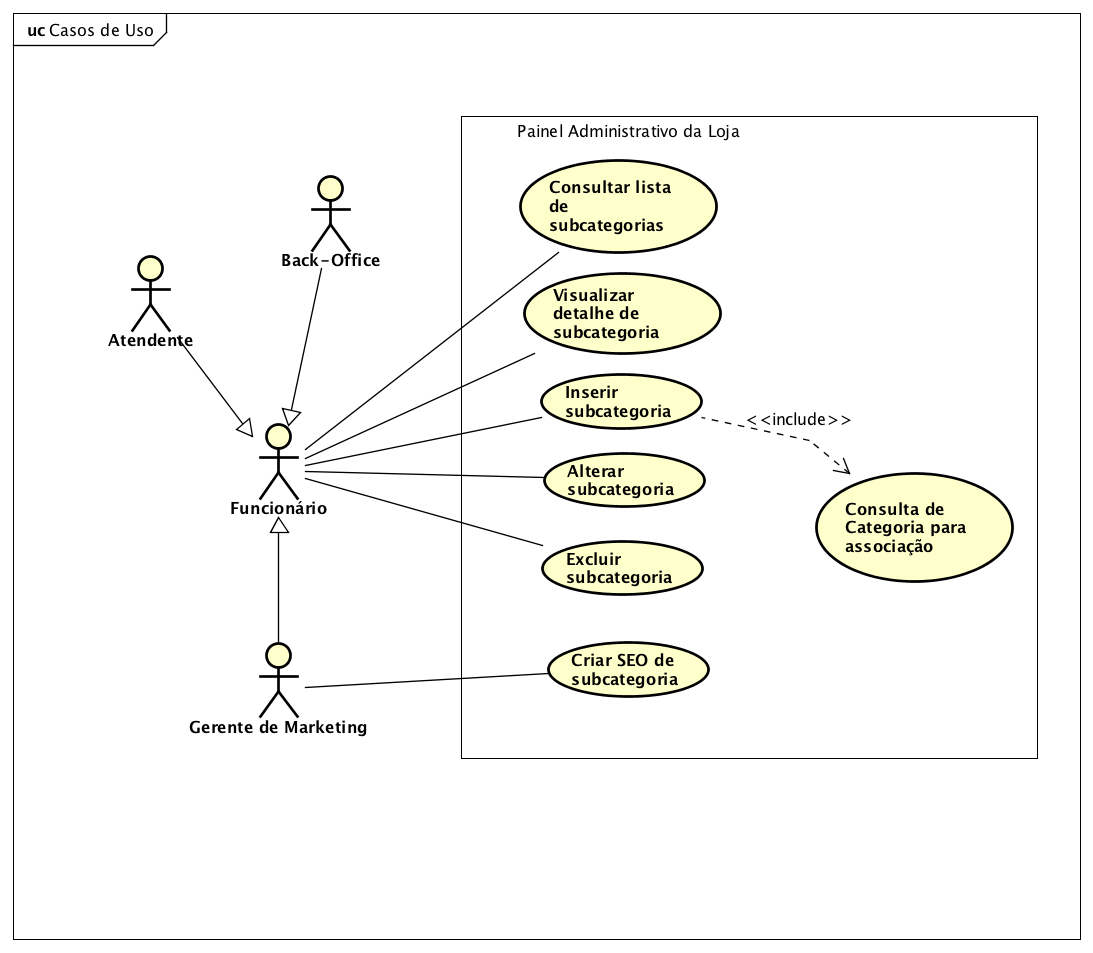 uc Casos de Uso
Painel Administrativo da Loja
Consultar lista
de
subcategorias
Back-Office
Visualizar
detalhe de
subcategoria
Atendente
Inserir
subcategoria
<<include>>
Alterar
subcategoria
Funcionário
Consulta de
Categoria para
associação
Excluir
subcategoria
Criar SEO de
subcategoria
Gerente de Marketing